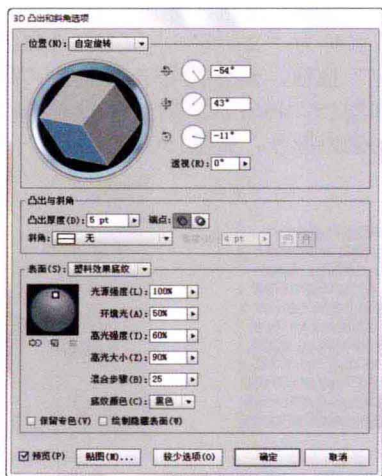 3D 凸出和斜角选项
位置(N): 自定旋转
-54°
43°
-11°
透视(R): 0°
凸出与斜角
凸出厚度(D): 5 pt 端点:
斜角: 无 4 pt
表面(S): 塑料效果底纹
光源强度(L): 100%
环境光(A): 50%
高光强度(I): 60%
高光大小(Z): 90%
混合步骤(B): 25
底纹颜色(C): 黑色
保留专色(V) 绘制隐藏表面(W)
预览(P) 贴图(M)... 较少选项(O) 确定 取消